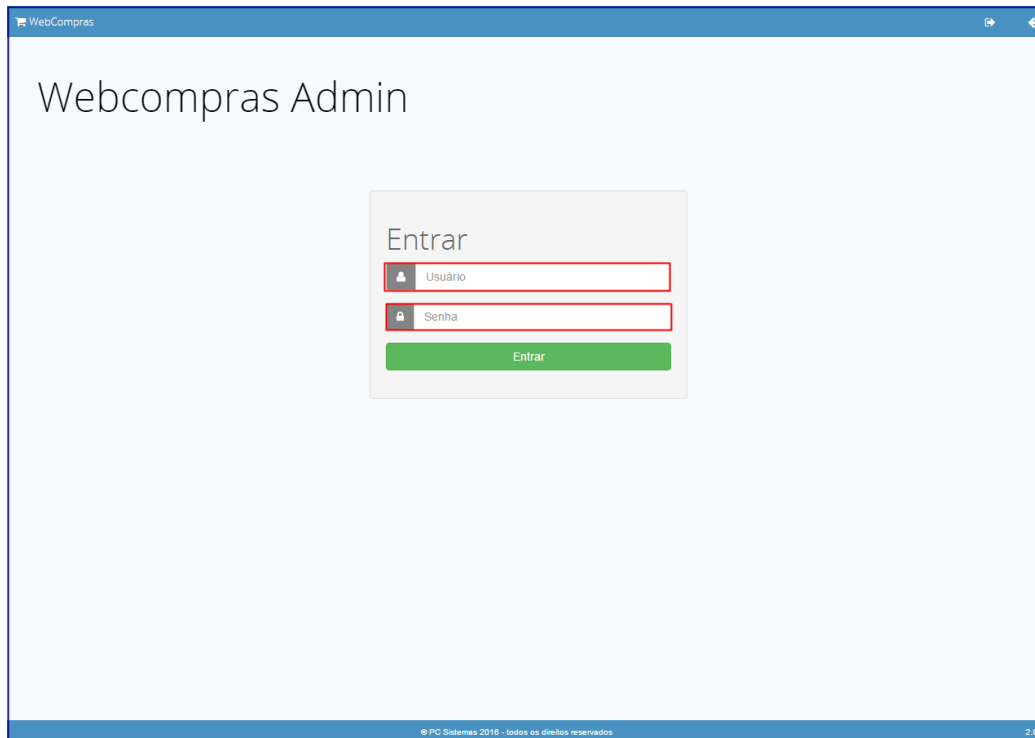 WebCompras
Webcompras Admin
Entrar
Usuário
Senha
Entrar
© PC Sistemas 2016 - todos os direitos reservados